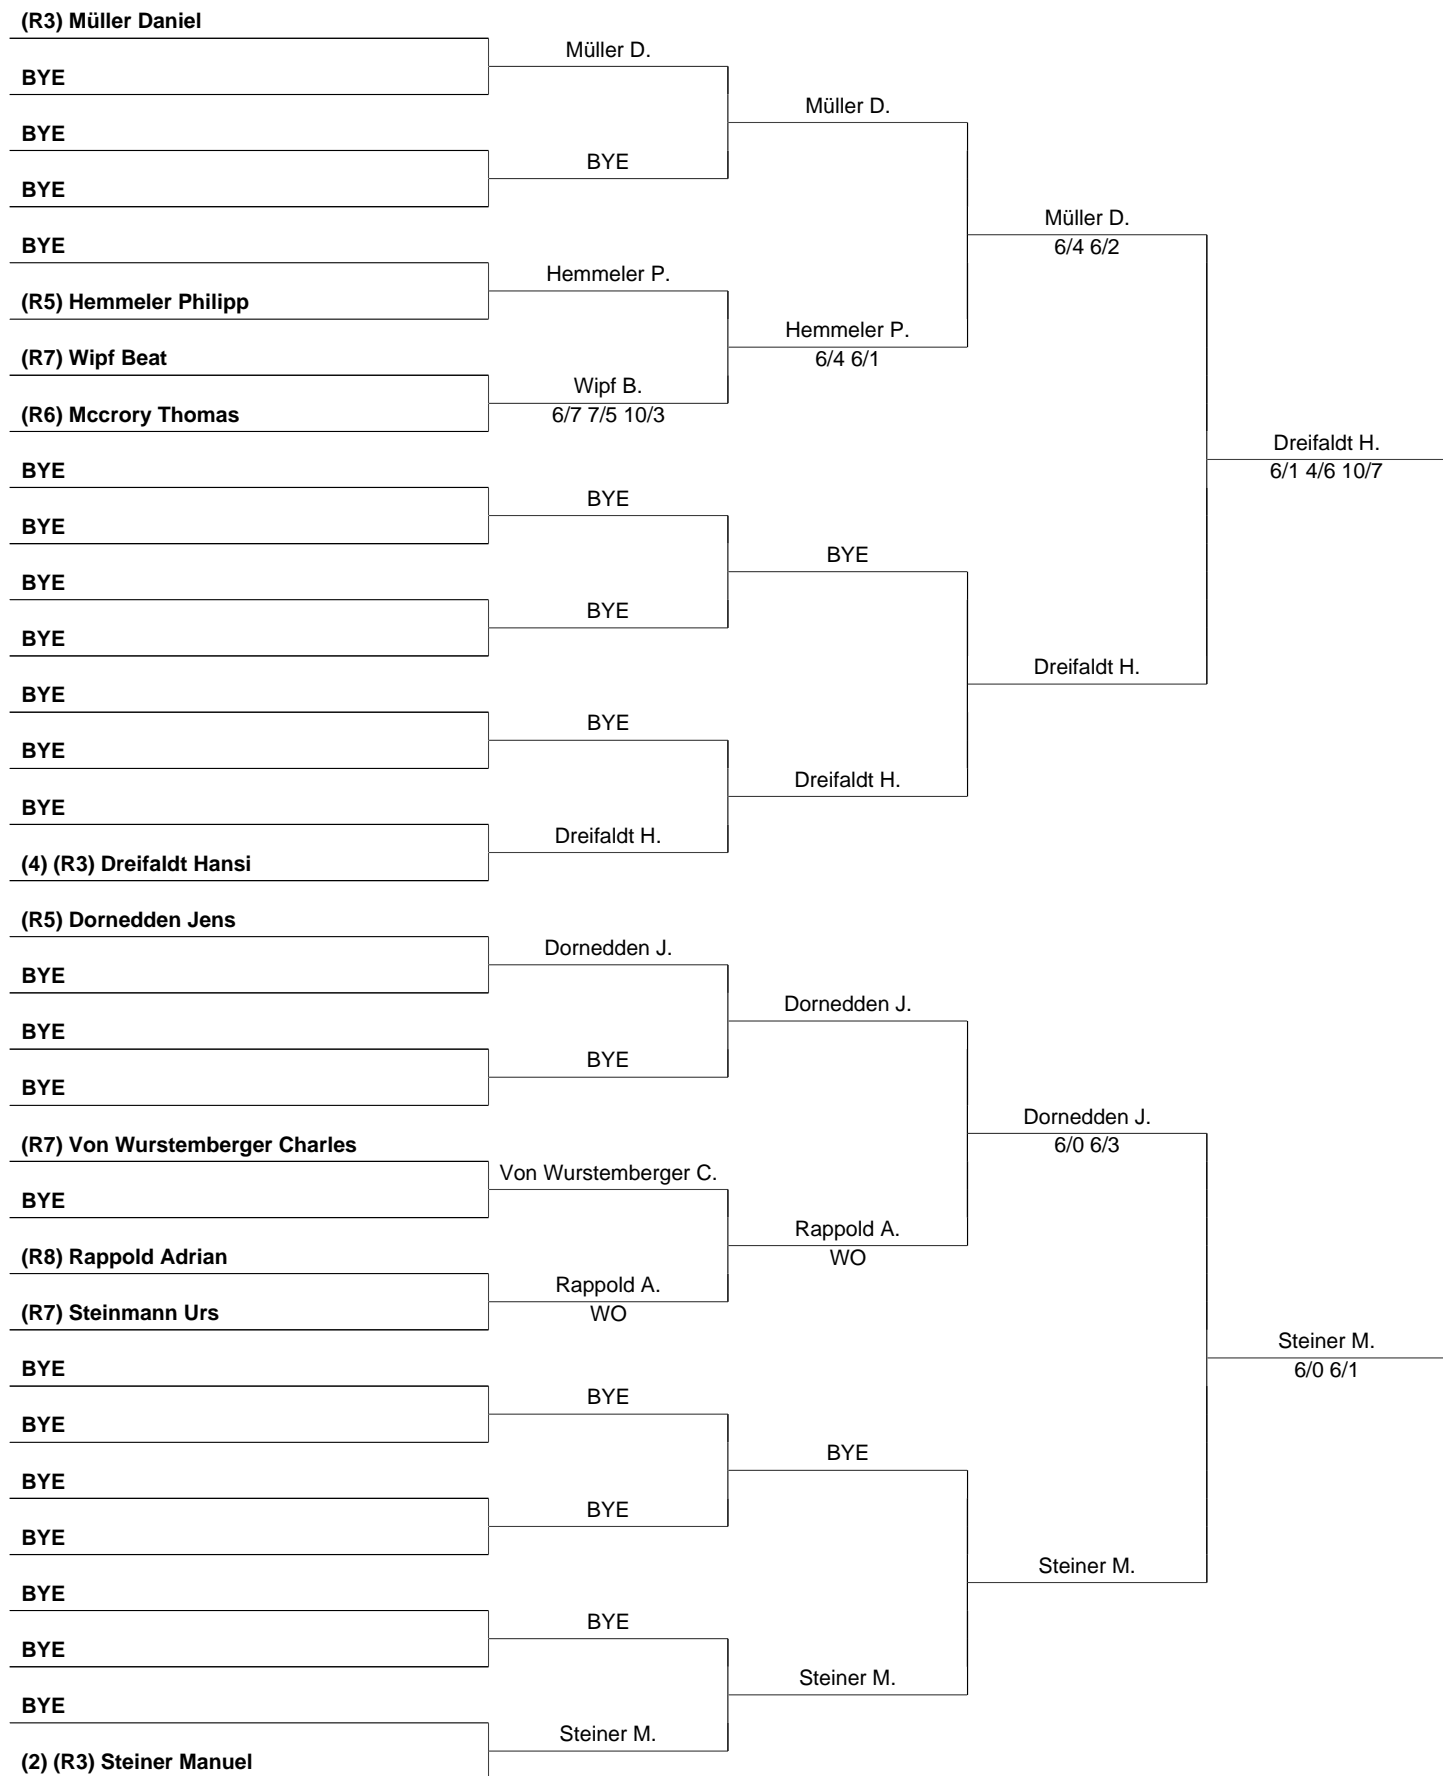 (R3) Müller Daniel
BYE
BYE
BYE
BYE
(R5) Hemmeler Philipp
(R7) Wipf Beat
(R6) Mccrory Thomas
BYE
BYE
BYE
BYE
BYE
BYE
BYE
(4) (R3) Dreifaldt Hansi
(R5) Dornedden Jens
BYE
BYE
BYE
(R7) Von Wurstemberger Charles
BYE
(R8) Rappold Adrian
(R7) Steinmann Urs
BYE
BYE
BYE
BYE
BYE
BYE
BYE
(2) (R3) Steiner Manuel
Müller D.
BYE
Hemmeler P.
Wipf B.
6/7 7/5 10/3
BYE
BYE
BYE
Dreifaldt H.
Dornedden J.
BYE
Von Wurstemberger C.
Rappold A.
WO
BYE
BYE
BYE
Steiner M.
Müller D.
Hemmeler P.
6/4 6/1
BYE
Dreifaldt H.
Dornedden J.
Rappold A.
WO
BYE
Steiner M.
Müller D.
6/4 6/2
Dreifaldt H.
Dornedden J.
6/0 6/3
Steiner M.
Dreifaldt H.
6/1 4/6 10/7
Steiner M.
6/0 6/1